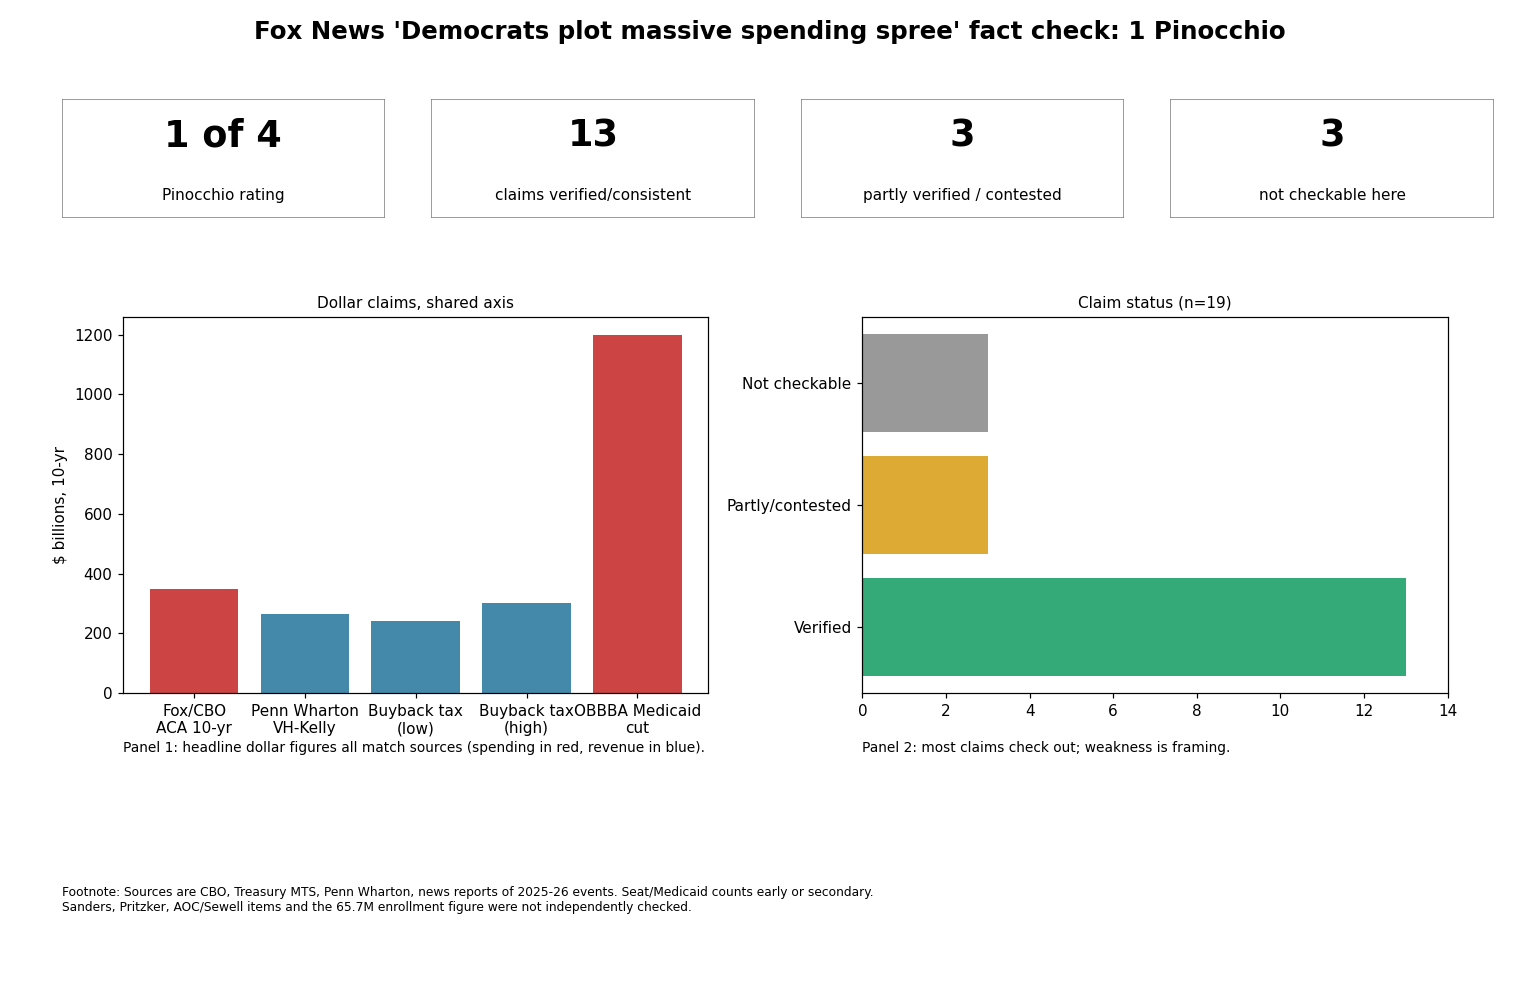 Fox News 'Democrats plot massive spending spree' fact check: 1 Pinocchio
1 of 4
Pinocchio rating
13
claims verified/consistent
3
partly verified / contested
3
not checkable here
Dollar claims, shared axis
$ billions, 10-yr
1200
1000
800
600
400
200
0
Fox/CBO
ACA 10-yr
Penn Wharton
VH-Kelly
Buyback tax
(low)
Buyback tax
(high)
OBBBA Medicaid
cut
Panel 1: headline dollar figures all match sources (spending in red, revenue in blue).
Claim status (n=19)
Not checkable
Partly/contested
Verified
0 2 4 6 8 10 12 14
Panel 2: most claims check out; weakness is framing.
Footnote: Sources are CBO, Treasury MTS, Penn Wharton, news reports of 2025-26 events. Seat/Medicaid counts early or secondary.
Sanders, Pritzker, AOC/Sewell items and the 65.7M enrollment figure were not independently checked.